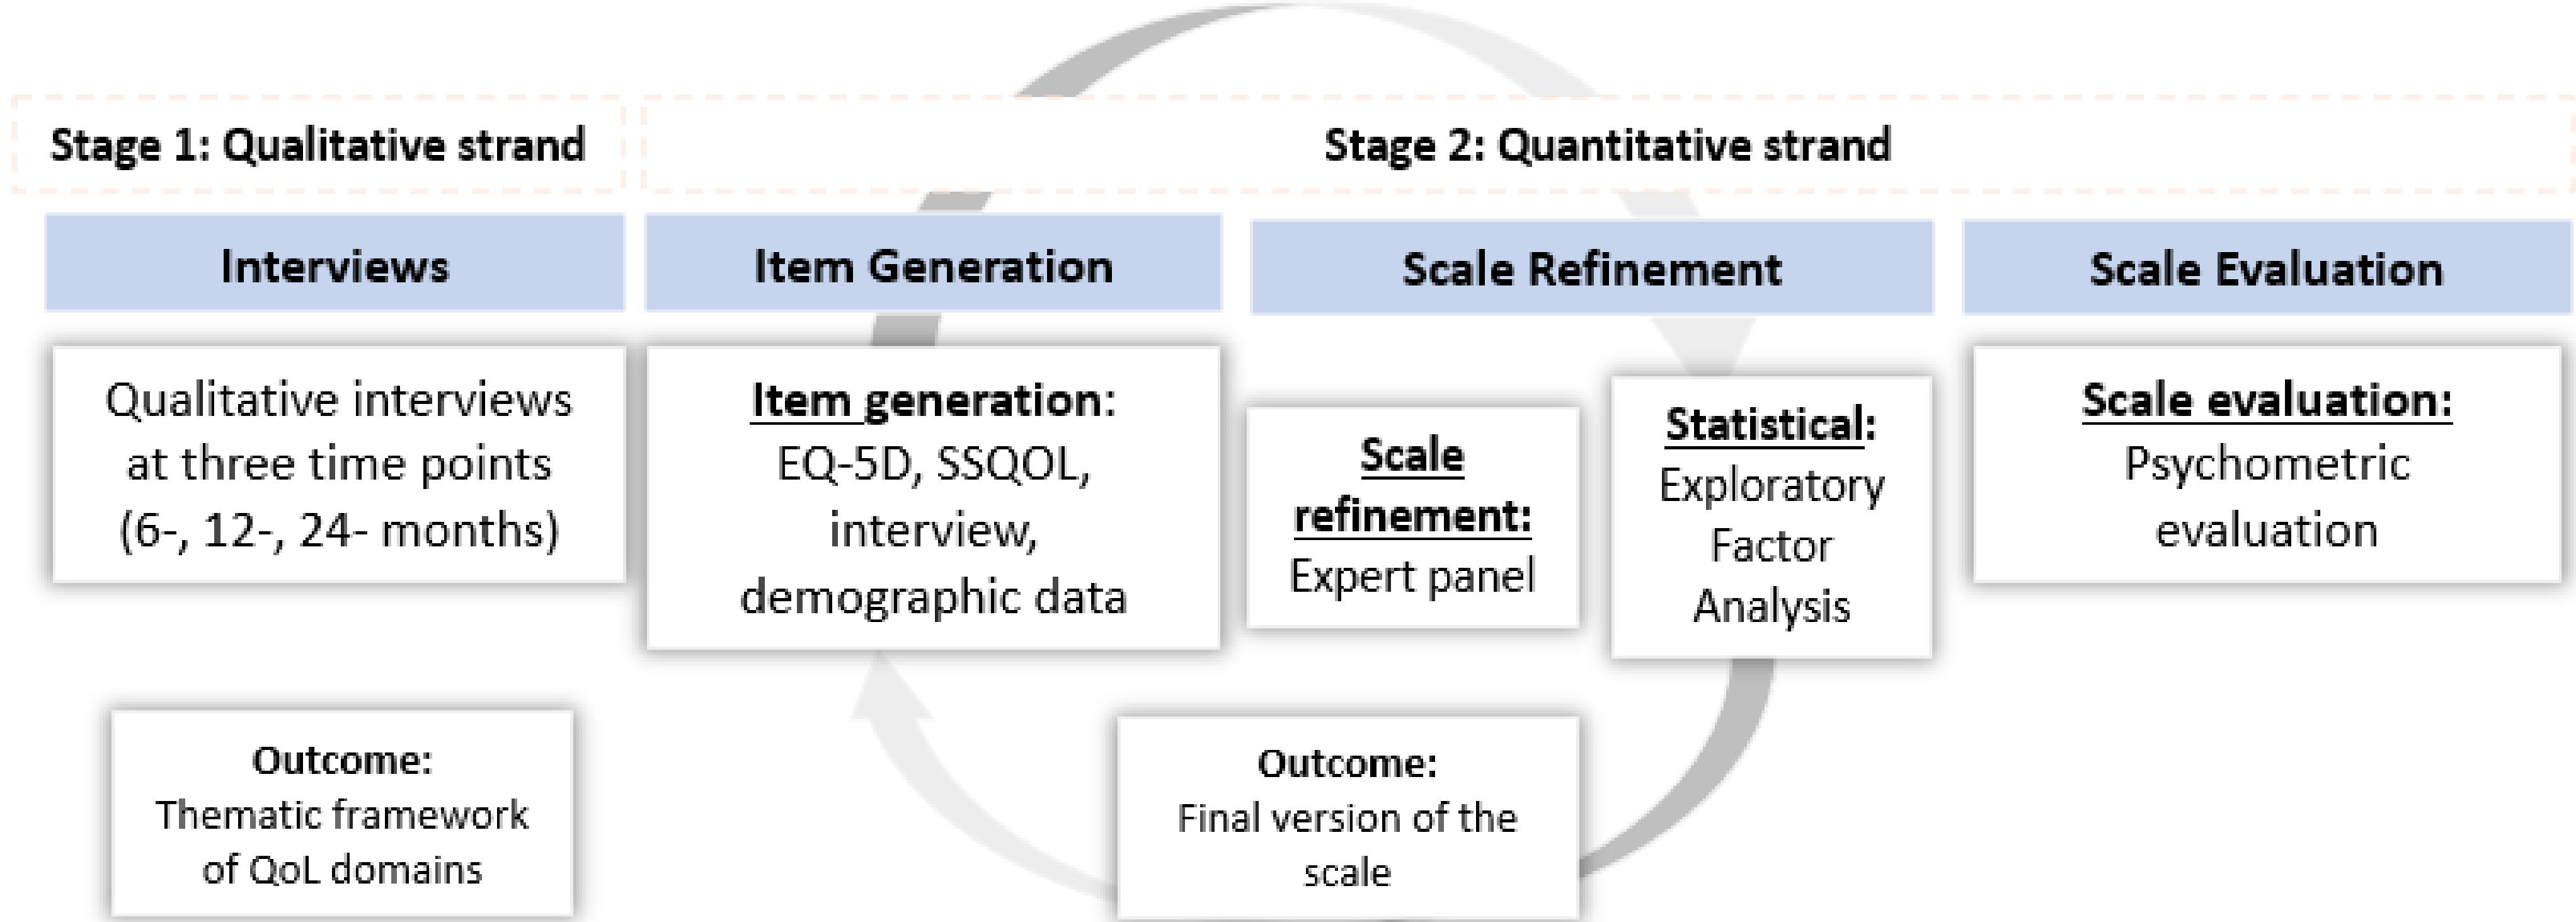 Stage 1: Qualitative strand
Stage 2: Quantitative strand
Interviews
Item Generation
Scale Refinement
Scale Evaluation
Qualitative interviews
at three time points
(6-, 12-, 24- months)
Item generation:
EQ-5D, SSQOL,
interview,
demographic data
Scale
refinement:
Expert panel
Statistical:
Exploratory
Factor
Analysis
Scale evaluation:
Psychometric
evaluation
Outcome:
Thematic framework
of QoL domains
Outcome:
Final version of the
scale